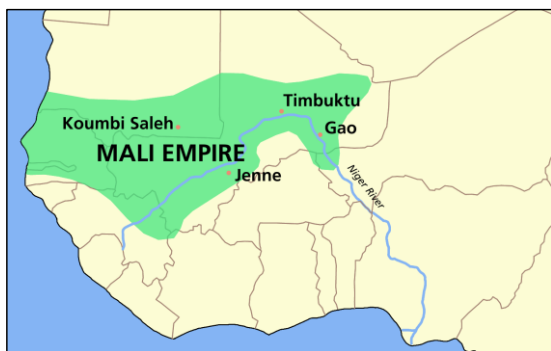 Timbuktu
Koumbi Saleh
Gao
MALI EMPIRE
Jenne
Niger River